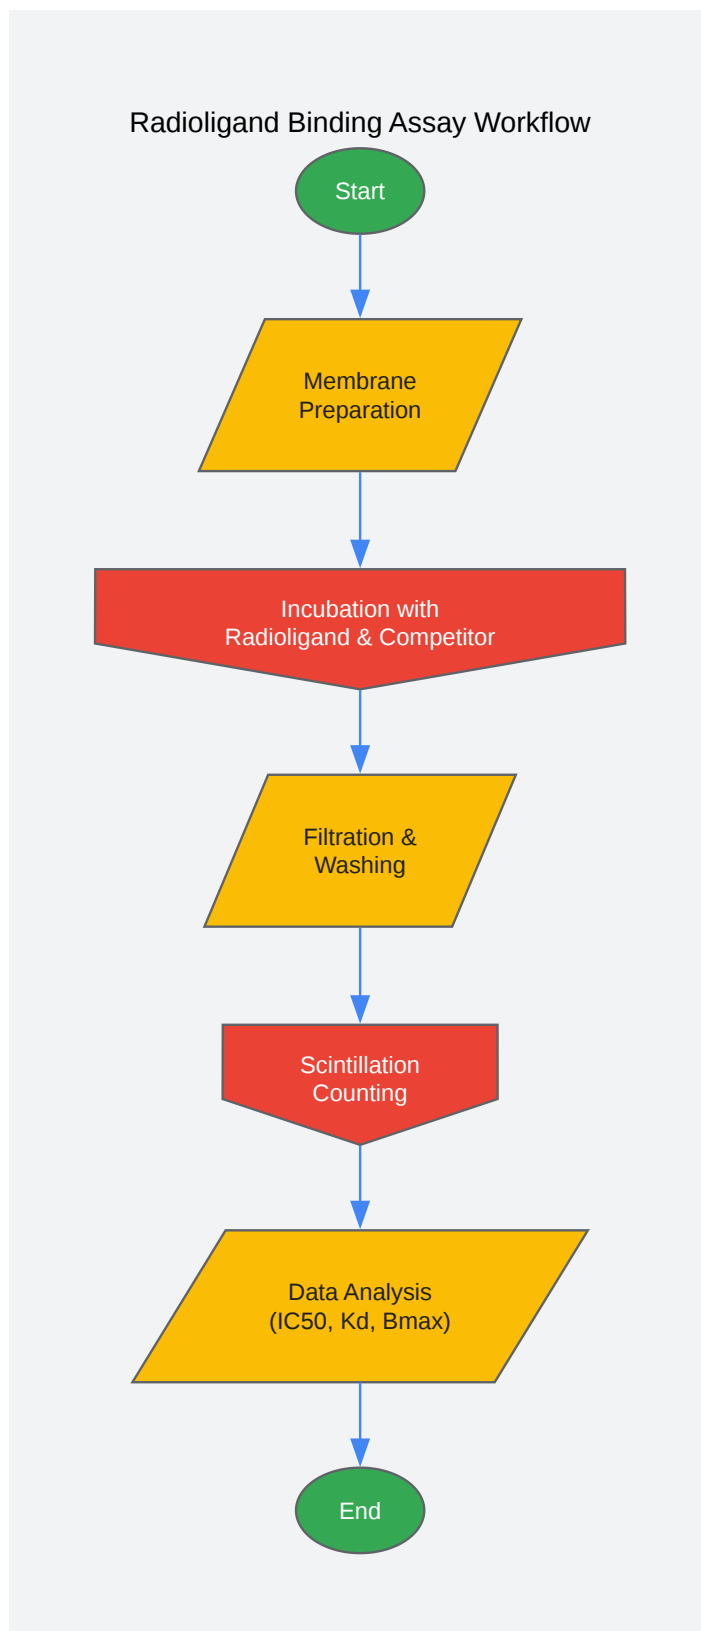 Radioligand Binding Assay Workflow
Start
Membrane
Preparation
Incubation with
Radioligand & Competitor
Filtration &
Washing
Scintillation
Counting
Data Analysis
(IC50, Kd, Bmax)
End